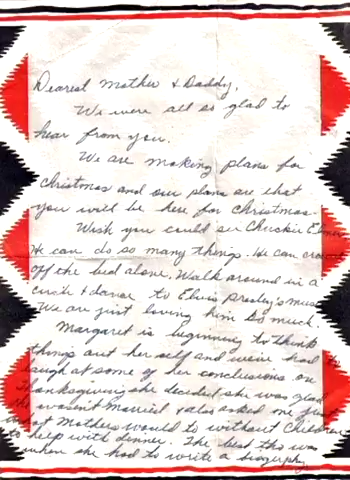 Dearest Mother & Daddy,
We were all so glad to
hear from you.
We are making plans for
Christmas and our plans are that
you will be here for Christmas.
Wish you could see Chuckie
He can do so many things. He can crawl
off the bed alone. Walk around in a
circle & dance to Elvis Presley's music
We are just loving him so much.
Margaret is beginning to think
things out her self and we've had to
laugh at some of her conclusions. on
Thanksgiving she decided she was glad
she wasn't married & also asked me just
what Mothers would do without Children
to help with dinner. The best tho was
when she had to write a biography